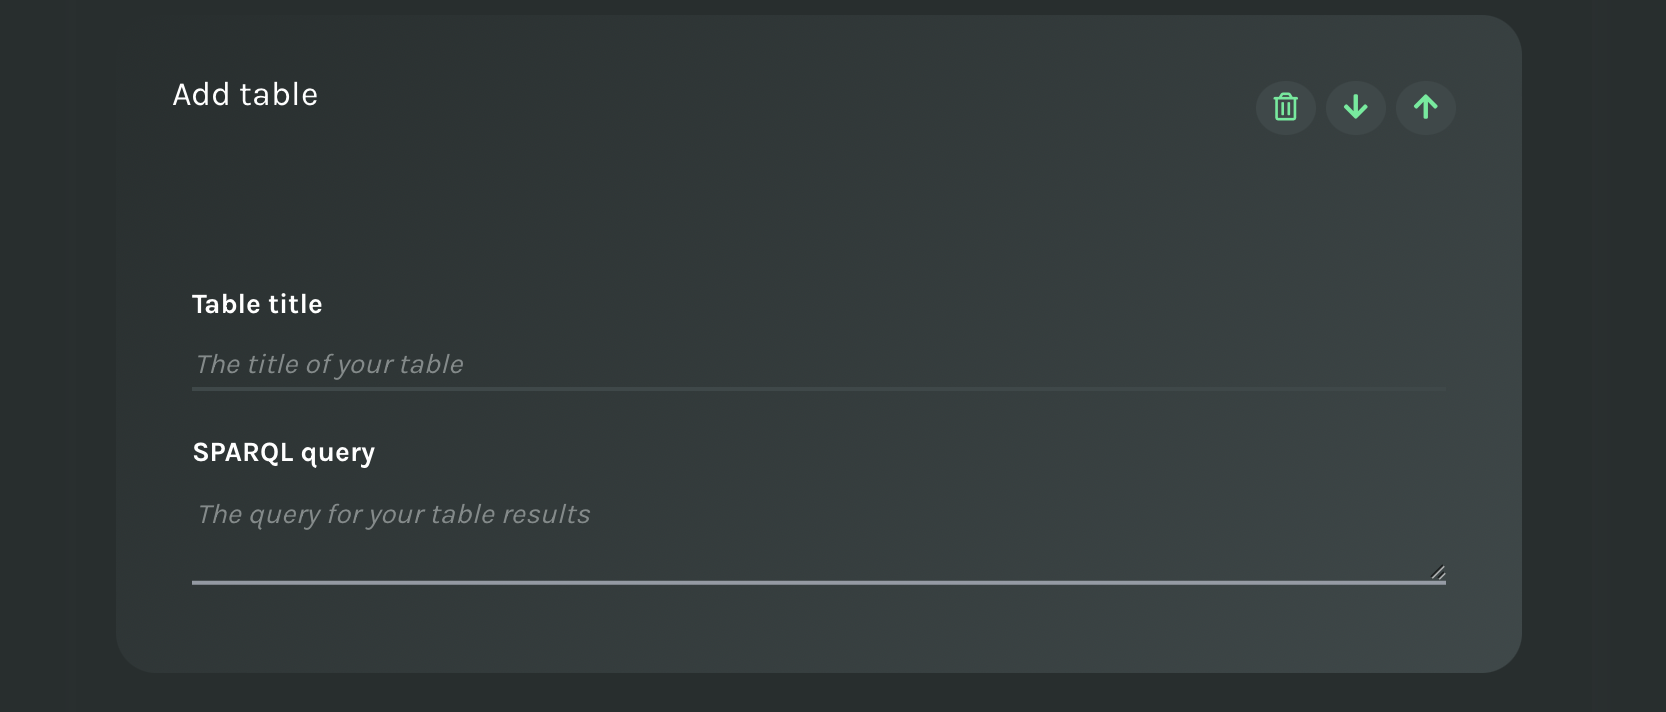 Add table
Table title
The title of your table
SPARQL query
The query for your table results